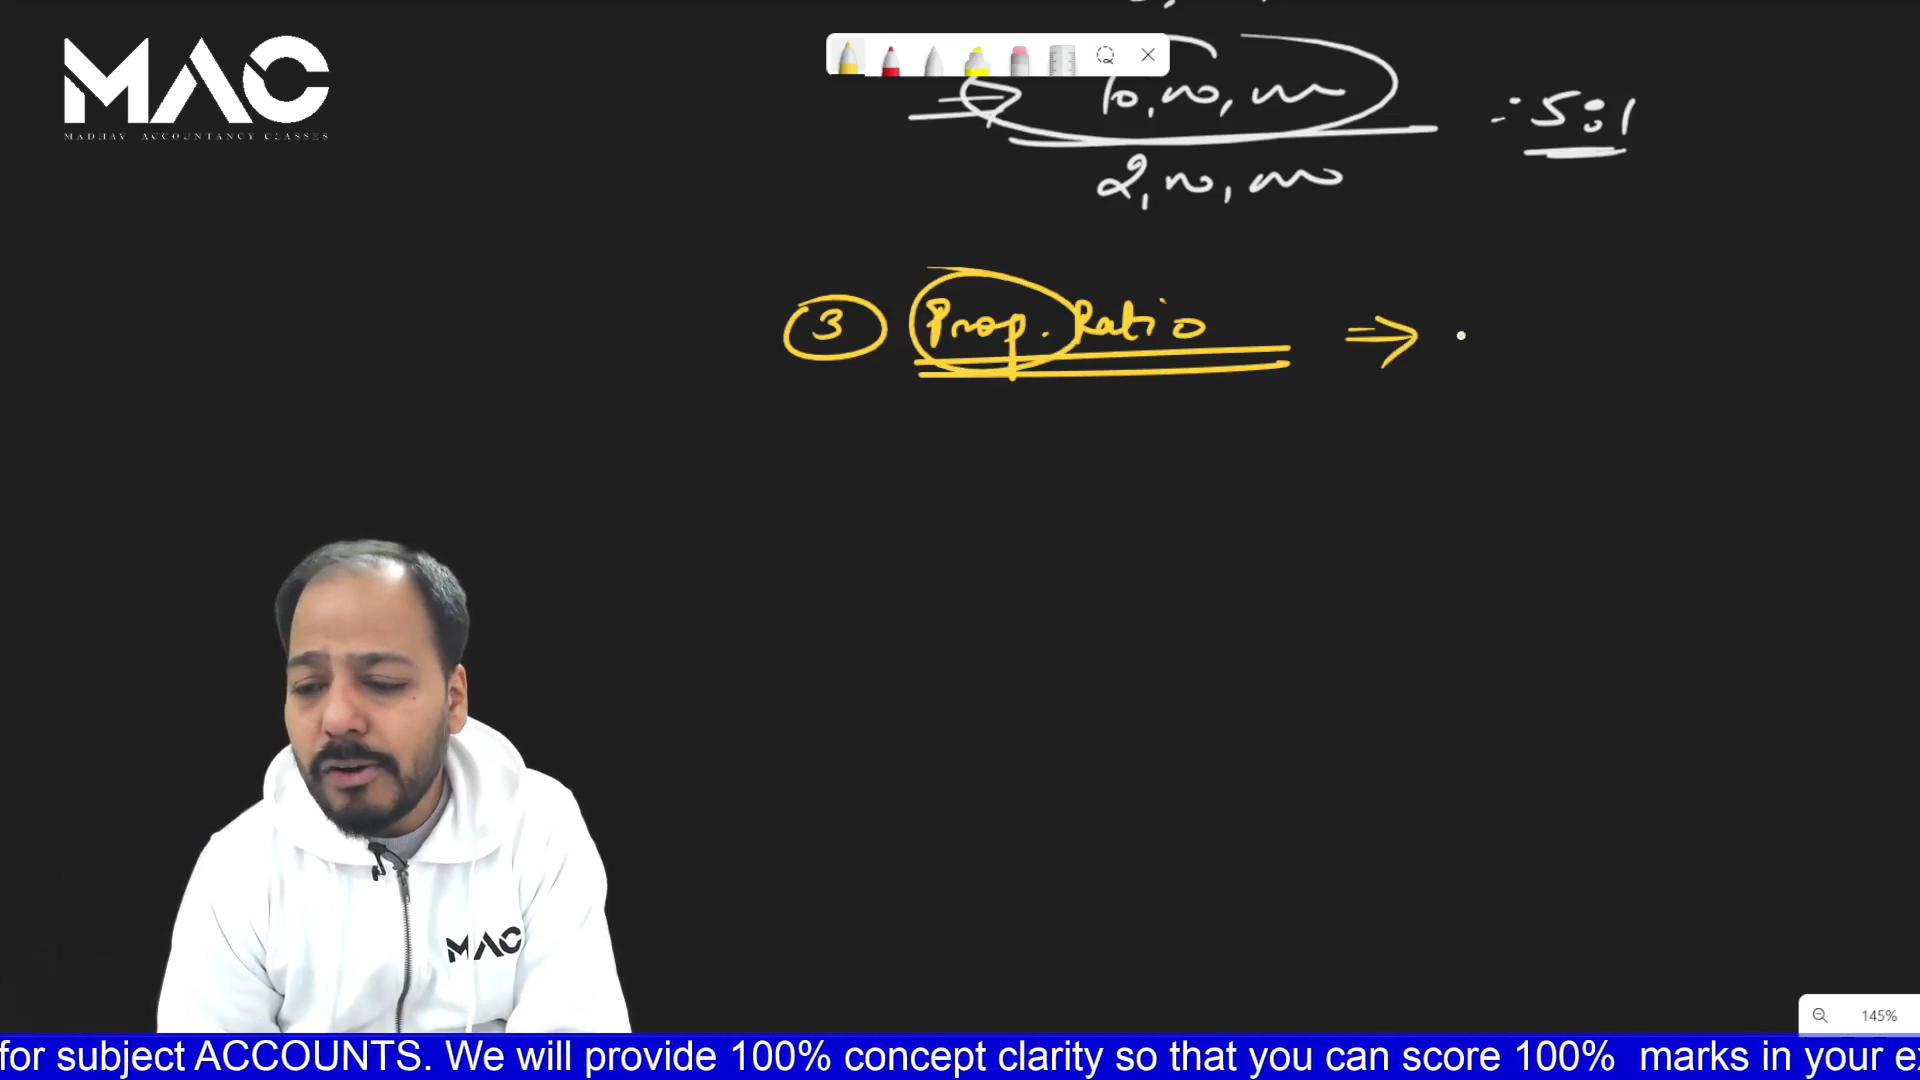 MAC
MADHAV ACCOUNTANCY CLASSES
⇒ 10,00,000
= 5:1
2,00,000
③ Prop. Ratio ⇒
MAC
145%
for subject ACCOUNTS. We will provide 100% concept clarity so that you can score 100% marks in your e